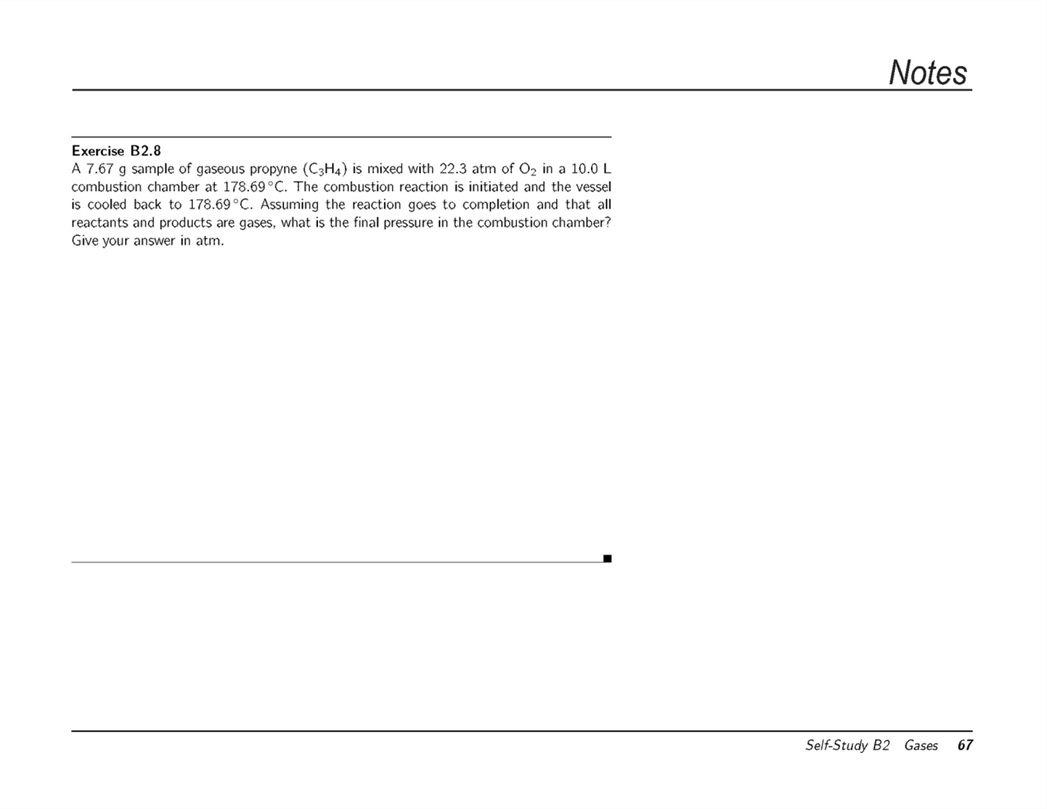 Notes
Exercise B2.8
A 7.67 g sample of gaseous propyne (C₃H₄) is mixed with 22.3 atm of O₂ in a 10.0 L
combustion chamber at 178.69 °C. The combustion reaction is initiated and the vessel
is cooled back to 178.69 °C. Assuming the reaction goes to completion and that all
reactants and products are gases, what is the final pressure in the combustion chamber?
Give your answer in atm.
Self-Study B2 Gases 67